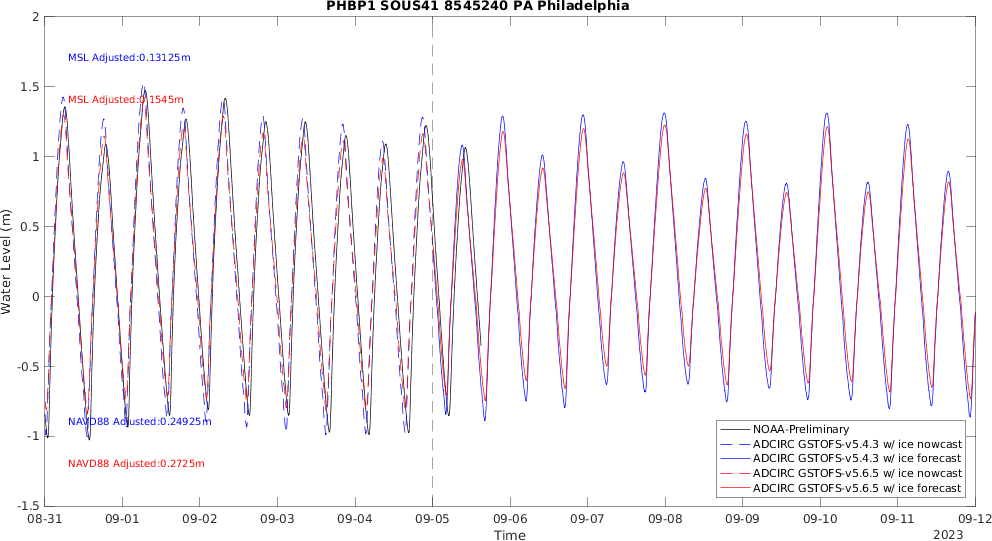 PHBP1 SOUS41 8545240 PA Philadelphia
2
MSL Adjusted:0.13125m
1.5
MSL Adjusted:0.1545m
1
0.5
Water Level (m)
0
-0.5
NAVD88 Adjusted:0.24925m
-1
NAVD88 Adjusted:0.2725m
-1.5
NOAA-Preliminary
ADCIRC GSTOFS-v5.4.3 w/ ice nowcast
ADCIRC GSTOFS-v5.4.3 w/ ice forecast
ADCIRC GSTOFS-v5.6.5 w/ ice nowcast
ADCIRC GSTOFS-v5.6.5 w/ ice forecast
08-31 09-01 09-02 09-03 09-04 09-05 09-06 09-07 09-08 09-09 09-10 09-11 09-12
Time
2023